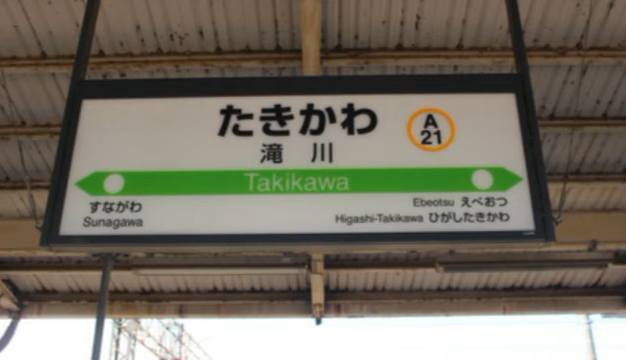 たきかわ
A
21
滝川
Takikawa
すながわ
Sunagawa
Ebeotsu えべおつ
Higashi-Takikawa ひがしたきかわ